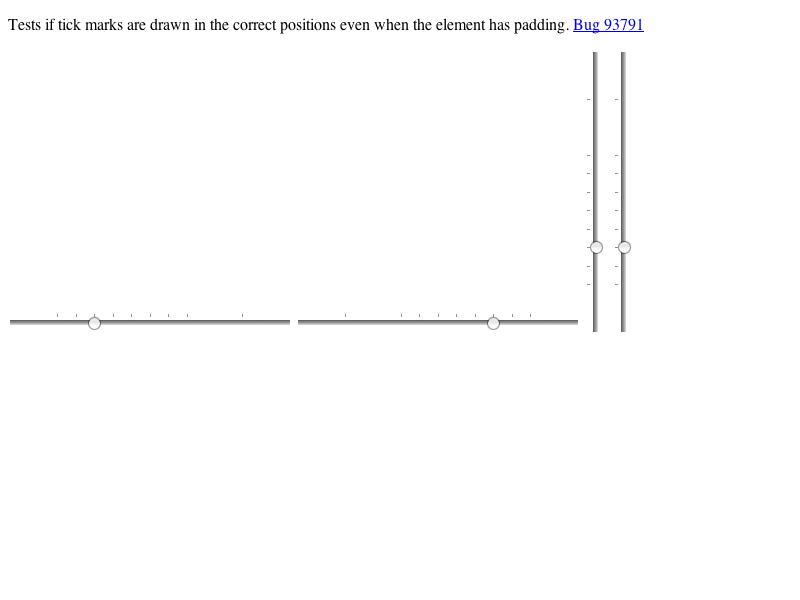 Tests if tick marks are drawn in the correct positions even when the element has padding. Bug 93791